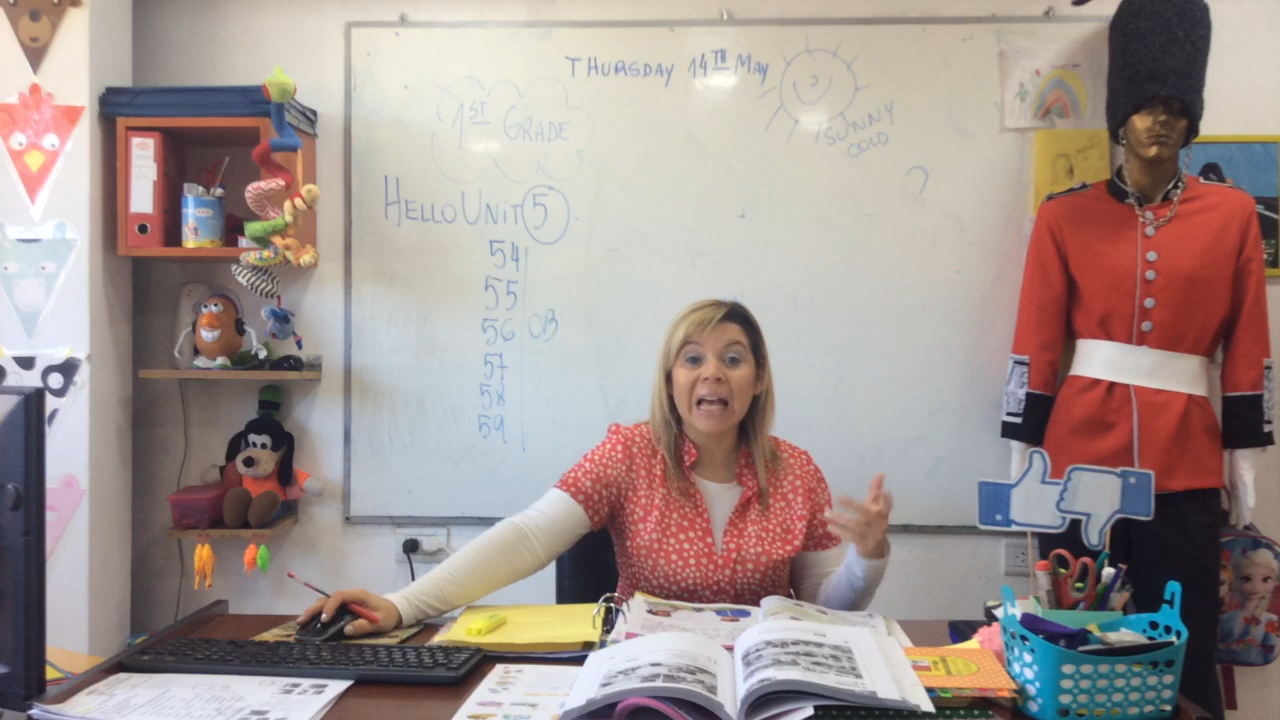 THURSDAY 14TH MAY
1ST GRADE
SUNNY
COLD
HELLO UNIT 5
54
55
56 CB
57
58
59